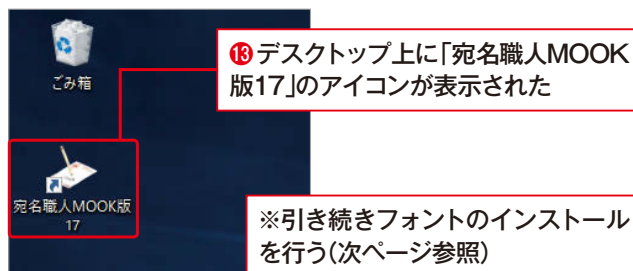 ごみ箱
⓭デスクトップ上に「宛名職人MOOK
版17」のアイコンが表示された
宛名職人MOOK版
17
※引き続きフォントのインストール
を行う(次ページ参照)